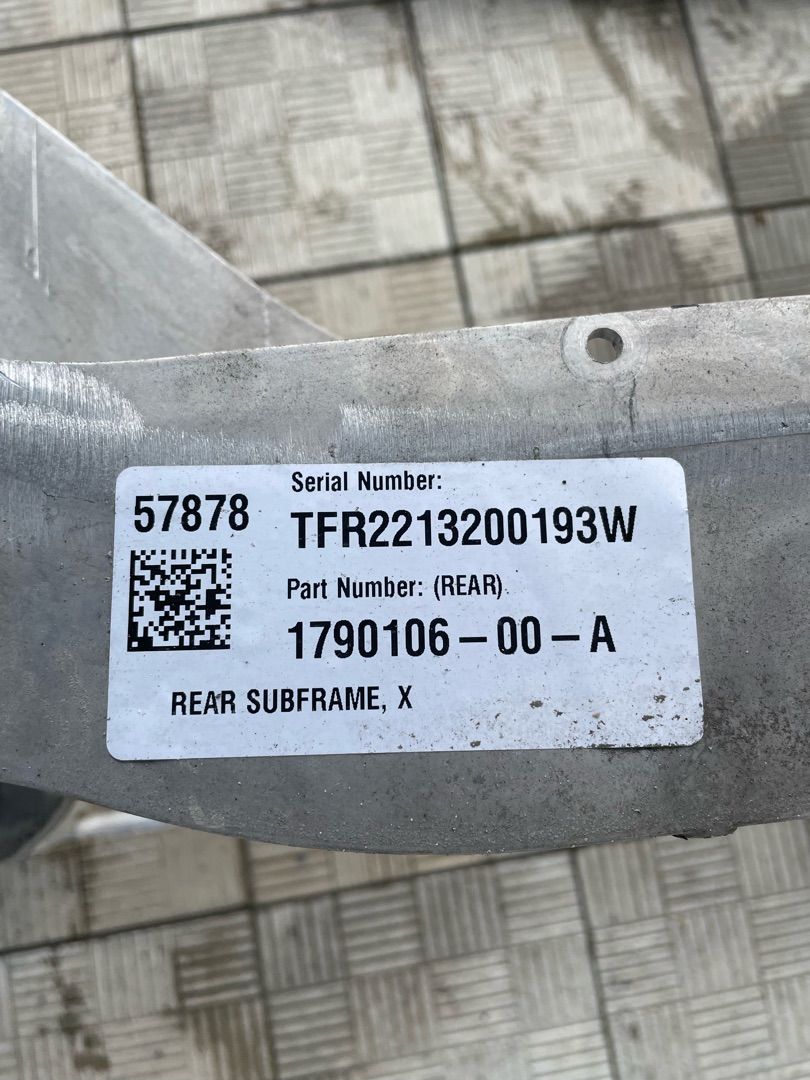 57878
Serial Number:
TFR2213200193W
Part Number: (REAR)
1790106-00-A
REAR SUBFRAME, X